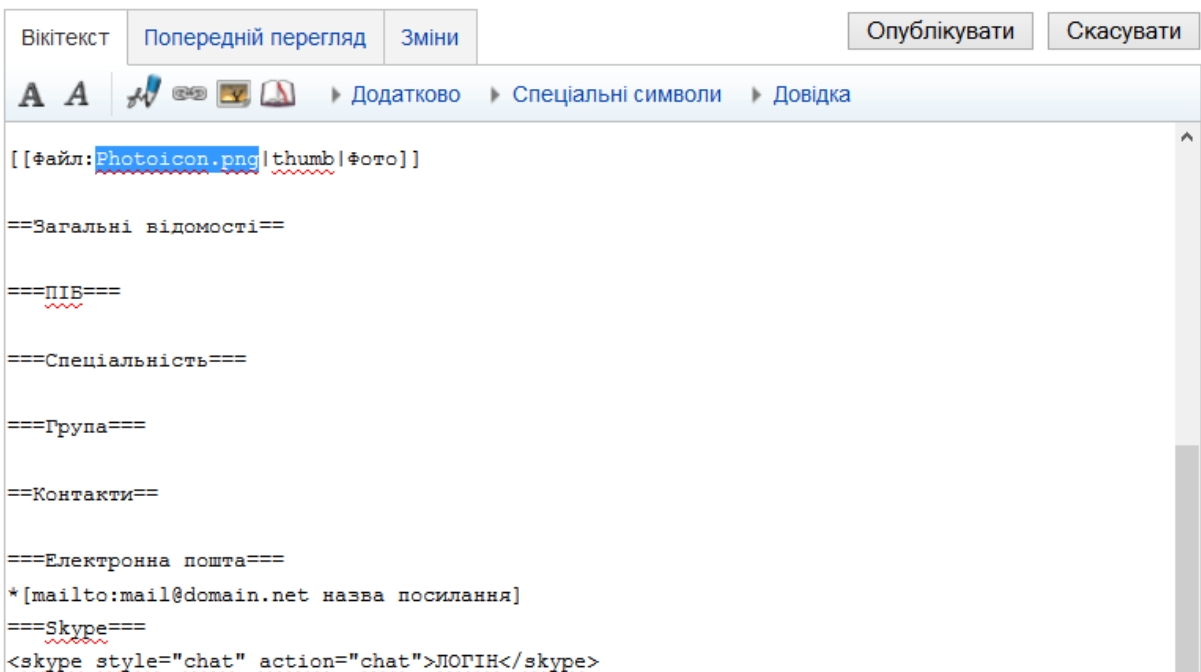 Вікітекст Попередній перегляд Зміни Опублікувати Скасувати
A A Додатково Спеціальні символи Довідка
[[Файл:Photoicon.png|thumb|Фото]]
==Загальні відомості==
===ПІБ===
===Спеціальність===
===Група===
==Контакти==
===Електронна пошта===
*[mailto:mail@domain.net назва посилання]
===Skype===
<skype style="chat" action="chat">ЛОГІН</skype>